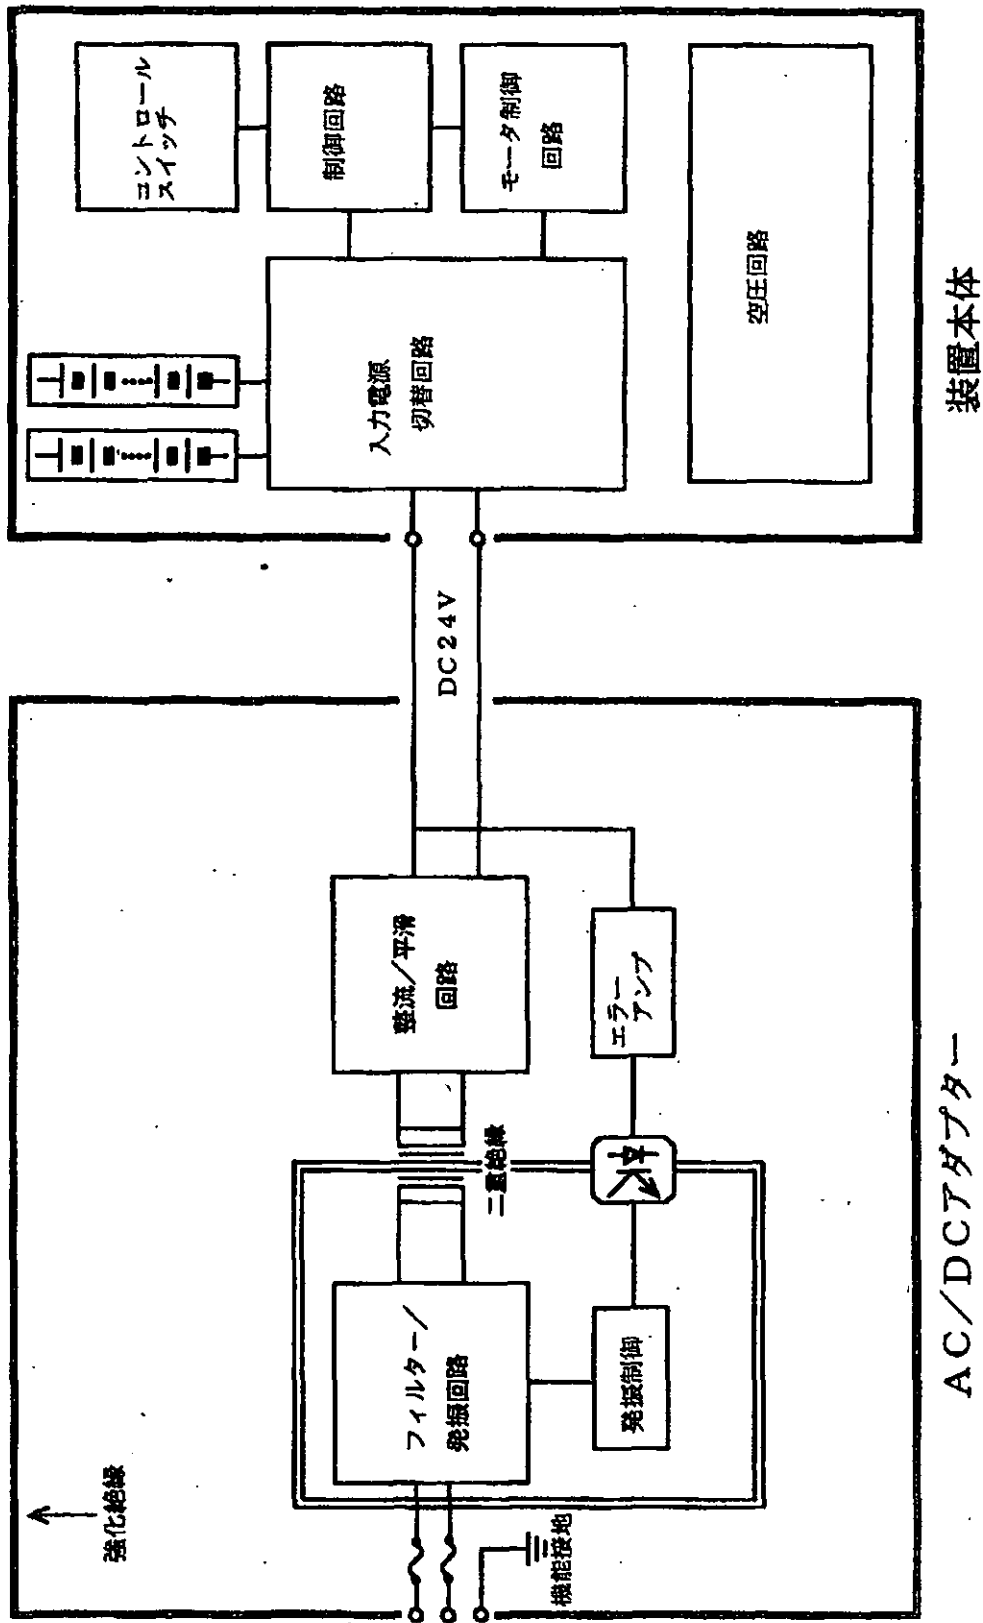 強化絶縁
機能接地
フィルター／
発振回路
発振制御
二重絶縁
整流／平滑
回路
エラー
アンプ
DC24V
AC／DCアダプター
入力電源
切替回路
コントロール
スイッチ
制御回路
モータ制御
回路
空圧回路
装置本体